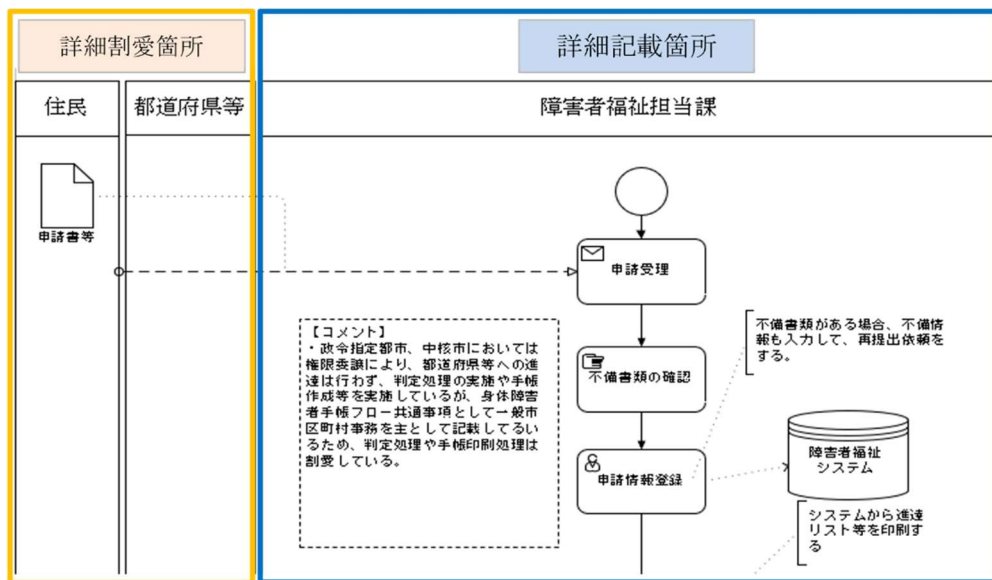 詳細割愛箇所
詳細記載箇所
住民
都道府県等
障害者福祉担当課
申請書等
申請受理
【コメント】
・政令指定都市、中核市においては
権限委譲により、都道府県等への進
達は行わず、判定処理の実施や手帳
作成等を実施しているが、身体障害
者手帳フロー共通事項として一般市
区町村事務を主として記載してるい
るため、判定処理や手帳印刷処理は
割愛している。
不備書類の確認
不備書類がある場合、不備情
報も入力して、再提出依頼を
する。
申請情報登録
障害者福祉
システム
システムから進達
リスト等を印刷す
る